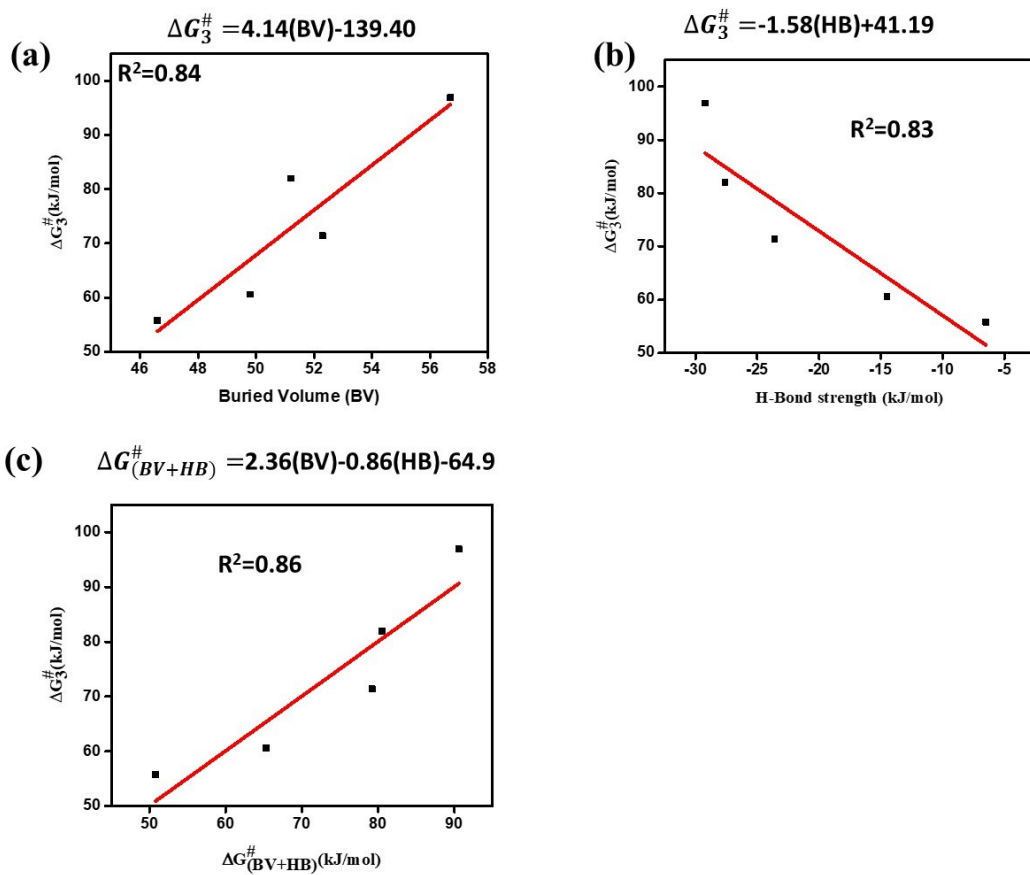 ΔG₃^# =4.14(BV)-139.40
(a)
R²=0.84
100
90
80
70
60
50
ΔG₃^#(kJ/mol)
46 48 50 52 54 56 58
Buried Volume (BV)
ΔG₃^# =-1.58(HB)+41.19
(b)
R²=0.83
100
90
80
70
60
50
ΔG₃^#(kJ/mol)
-30 -25 -20 -15 -10 -5
H-Bond strength (kJ/mol)
(c) ΔG^#_(BV+HB) =2.36(BV)-0.86(HB)-64.9
R²=0.86
100
90
80
70
60
50
ΔG₃^#(kJ/mol)
50 60 70 80 90
ΔG^#_(BV+HB)(kJ/mol)